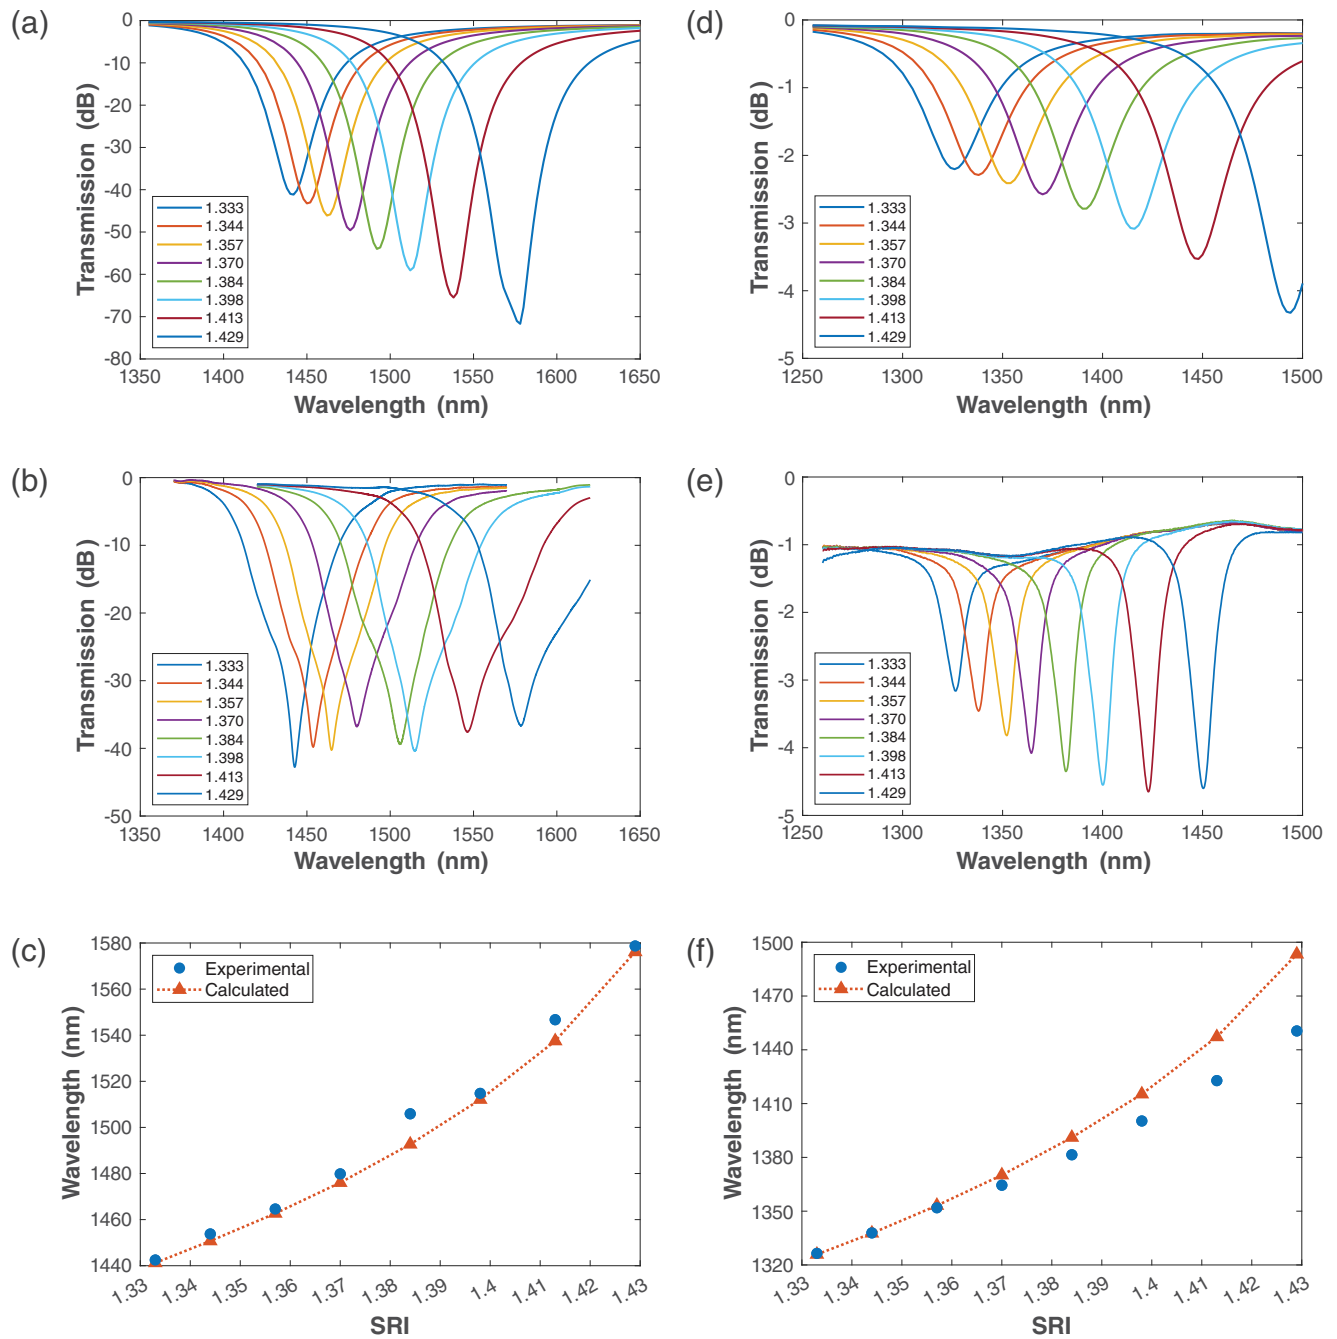 (a)
0
-10
-20
-30
-40
-50
-60
-70
-80
Transmission (dB)
1.333
1.344
1.357
1.370
1.384
1.398
1.413
1.429
1350 1400 1450 1500 1550 1600 1650
Wavelength (nm)
(d)
0
-1
-2
-3
-4
-5
Transmission (dB)
1.333
1.344
1.357
1.370
1.384
1.398
1.413
1.429
1250 1300 1350 1400 1450 1500
Wavelength (nm)
(b)
0
-10
-20
-30
-40
-50
Transmission (dB)
1.333
1.344
1.357
1.370
1.384
1.398
1.413
1.429
1350 1400 1450 1500 1550 1600 1650
Wavelength (nm)
(e)
0
-1
-2
-3
-4
-5
Transmission (dB)
1.333
1.344
1.357
1.370
1.384
1.398
1.413
1.429
1250 1300 1350 1400 1450 1500
Wavelength (nm)
(c)
1580
1560
1540
1520
1500
1480
1460
1440
Wavelength (nm)
Experimental
Calculated
1.33 1.34 1.35 1.36 1.37 1.38 1.39 1.4 1.41 1.42 1.43
SRI
(f)
1500
1470
1440
1410
1380
1350
1320
Wavelength (nm)
Experimental
Calculated
1.33 1.34 1.35 1.36 1.37 1.38 1.39 1.4 1.41 1.42 1.43
SRI